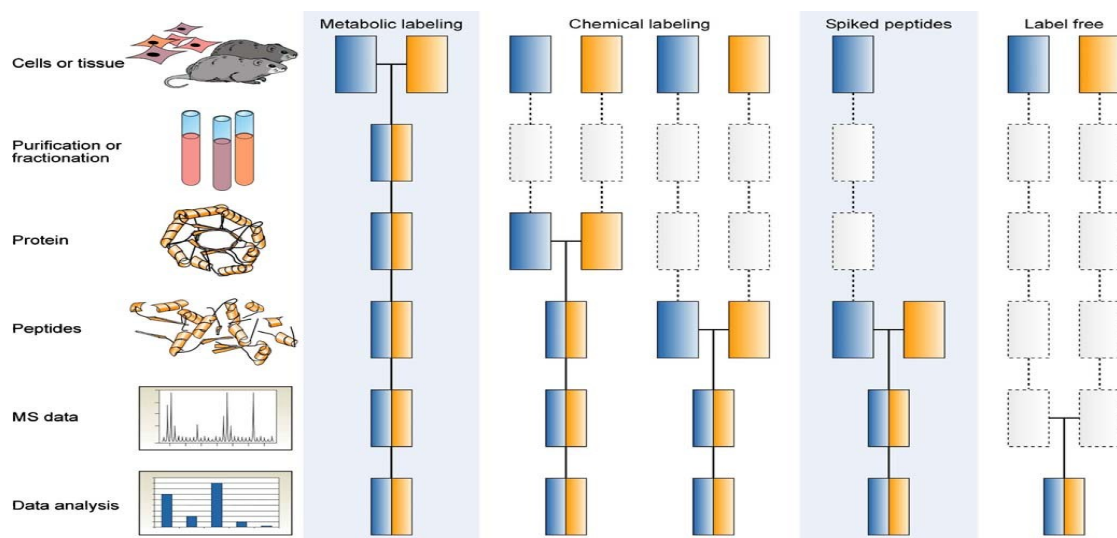 Metabolic labeling
Chemical labeling
Spiked peptides
Label free
Cells or tissue
Purification or
fractionation
Protein
Peptides
MS data
Data analysis